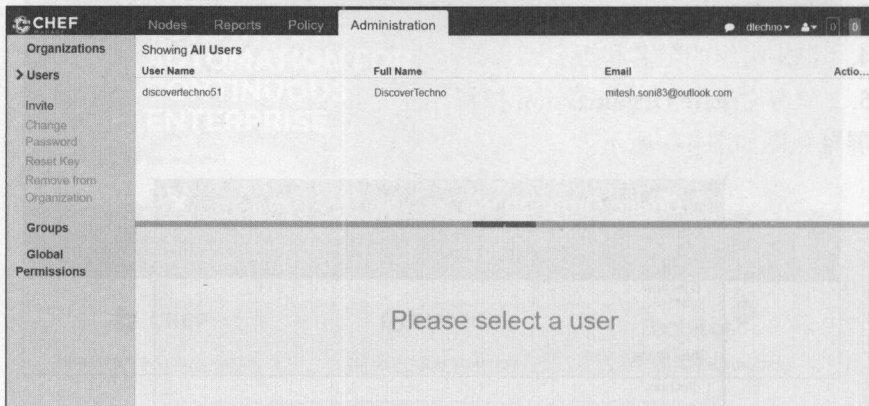 CHEF
MANAGE
Nodes Reports Policy Administration
dtechno
0 0
Organizations
Users
Invite
Change
Password
Reset Key
Remove from
Organization
Groups
Global
Permissions
Showing All Users
User Name Full Name Email Actio...
discovertechno51 DiscoverTechno mitesh.soni83@outlook.com
Please select a user